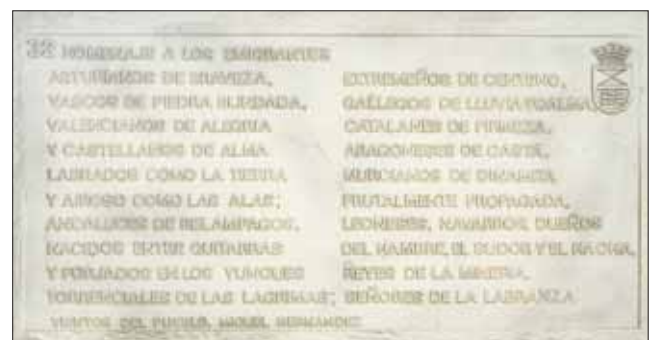 HOMENAJE A LOS EMIGRANTES
ASTURIANOS DE BRAVEZA,
VASCOS DE PIEDRA BLINDADA,
VALENCIANOS DE ALEGRIA
Y CASTELLANOS DE ALMA
LABRADOS COMO LA TIERRA
Y AIROSO COMO LAS ALAS;
ANDALUCES DE RELAMPAGOS,
NACIDOS ENTRE GUITARRAS
Y FORJADOS EN LOS YUNQUES
TORRENCIALES DE LAS LAGRIMAS;
EXTREMEÑOS DE CENTENO,
GALLEGOS DE LLUVIA Y CALMA,
CATALANES DE FIRMEZA,
ARAGONESES DE CASTA,
MURCIANOS DE DINAMITA
FRUTALMENTE PROPAGADA,
LEONESES, NAVARROS, DUEÑOS
DEL HAMBRE, EL SUDOR Y EL HACHA,
REYES DE LA MINERIA,
SEÑORES DE LA LABRANZA
VIENTOS DEL PUEBLO, MIGUEL HERNANDEZ